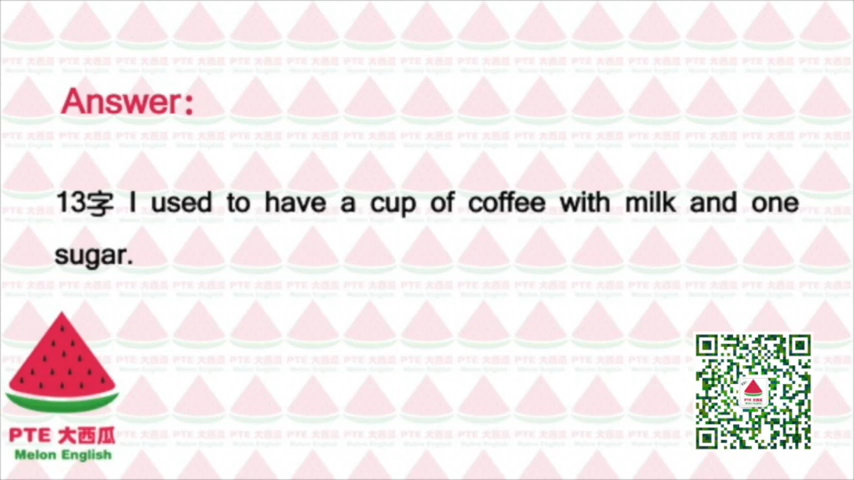 Answer:
13字 I used to have a cup of coffee with milk and one
sugar.
PTE 大西瓜
Melon English